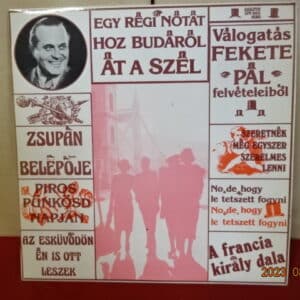 EGY RÉGI NÓTÁT
HOZ BUDÁRÓL
ÁT A SZÉL
Válogatás
FEKETE
PÁL
felvételeiből
ZSUPÁN
BELÉPŐJE
PIROS
PÜNKÖSD
NAPJÁN
AZ ESKÜVŐDÖN
ÉN IS OTT
LESZEK
SZERETNÉK
MÉG EGYSZER
SZERELMES
LENNI
No, de, hogy
le tetszett fogyni
No, de, hogy
le tetszett fogyni
A francia
király dala